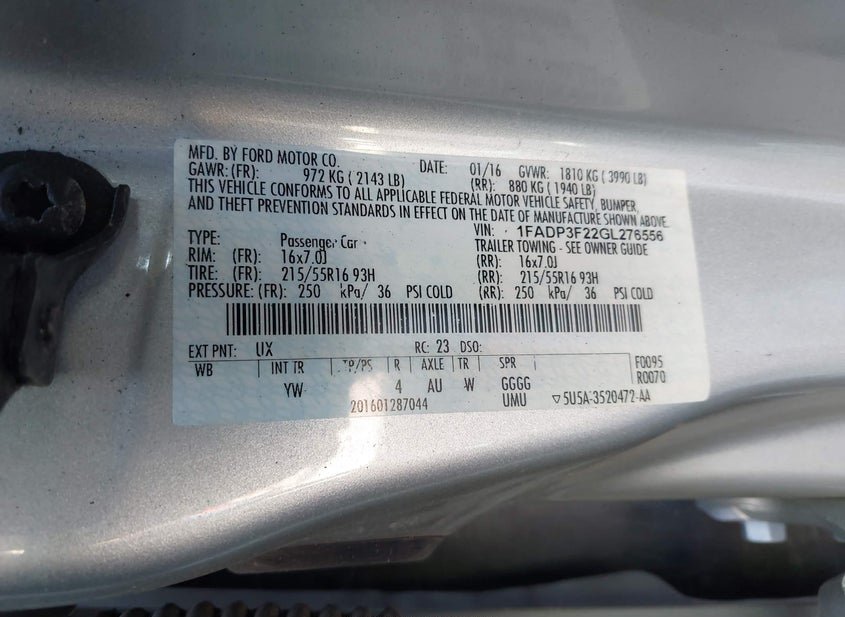 MFD. BY FORD MOTOR CO. DATE: 01/16 GVWR: 1810 KG ( 3990 LB)
GAWR: (FR): 972 KG ( 2143 LB) (RR): 880 KG ( 1940 LB)
THIS VEHICLE CONFORMS TO ALL APPLICABLE FEDERAL MOTOR VEHICLE SAFETY, BUMPER,
AND THEFT PREVENTION STANDARDS IN EFFECT ON THE DATE OF MANUFACTURE SHOWN ABOVE.
VIN: 1FADP3F22GL276556
TYPE: Passenger Car TRAILER TOWING - SEE OWNER GUIDE
RIM: (FR): 16x7.0J (RR): 16x7.0J
TIRE: (FR): 215/55R16 93H (RR): 215/55R16 93H
PRESSURE: (FR): 250 kPa/ 36 PSI COLD (RR): 250 kPa/ 36 PSI COLD
EXT PNT: UX RC: 23 DSO:
WB INT TR TP/PS R AXLE TR SPR F0095
R0070
YW 4 AU W GGGG
201601287044 UMU ▽5U5A-3520472-AA